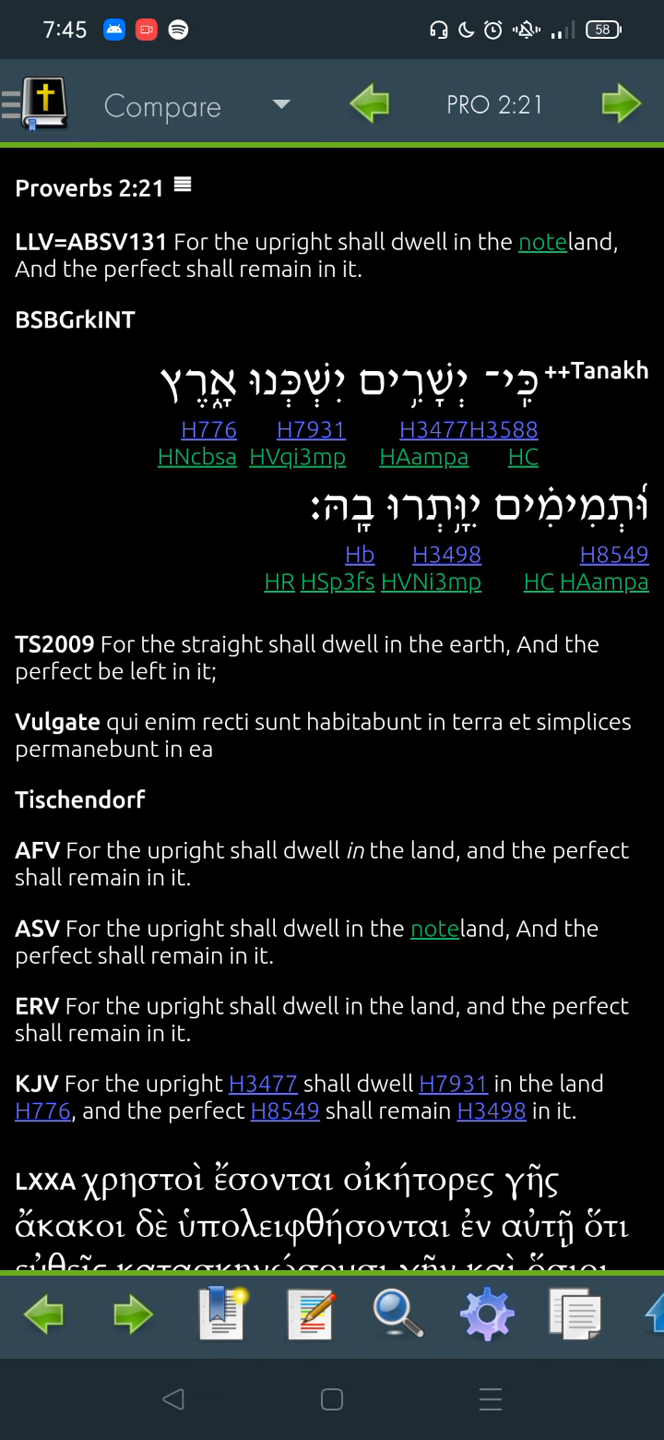 7:45
58
Compare
PRO 2:21
Proverbs 2:21
LLV=ABSV131 For the upright shall dwell in the noteland,
And the perfect shall remain in it.
BSBGrkINT
++Tanakh כִּֽי־ יְשָׁרִ֥ים יִשְׁכְּנוּ אָ֑רֶץ
H776 H7931 H3477H3588
HNcbsa HVqi3mp HAampa HC
וּ֝תְמִימִ֗ים יִוָּ֥תְרוּ בָֽהּ׃
Hb H3498 H8549
HR HSp3fs HVNi3mp HC HAampa
TS2009 For the straight shall dwell in the earth, And the
perfect be left in it;
Vulgate qui enim recti sunt habitabunt in terra et simplices
permanebunt in ea
Tischendorf
AFV For the upright shall dwell in the land, and the perfect
shall remain in it.
ASV For the upright shall dwell in the noteland, And the
perfect shall remain in it.
ERV For the upright shall dwell in the land, and the perfect
shall remain in it.
KJV For the upright H3477 shall dwell H7931 in the land
H776, and the perfect H8549 shall remain H3498 in it.
LXXA χρηστοὶ ἔσονται οἰκήτορες γῆς
ἄκακοι δὲ ὑπολειφθήσονται ἐν αὐτῇ ὅτι
εὐθεῖς κατασκηνώσουσι γῆν καὶ ὅσιοι